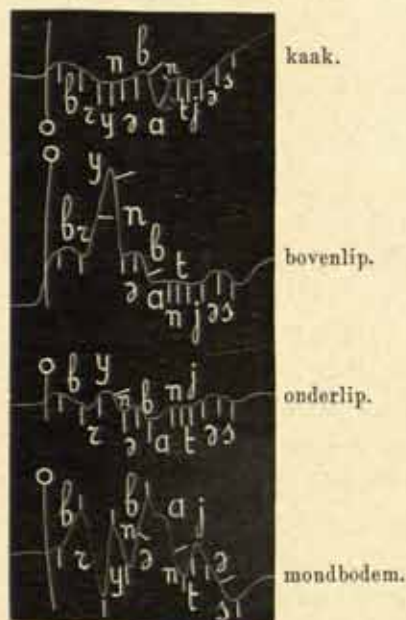 b r y n ə b a n t j ə s
kaak.
b r y n ə b a n t j ə s
bovenlip.
b r y n ə b a n t j ə s
onderlip.
b r y n ə b a n t j ə s
mondbodem.